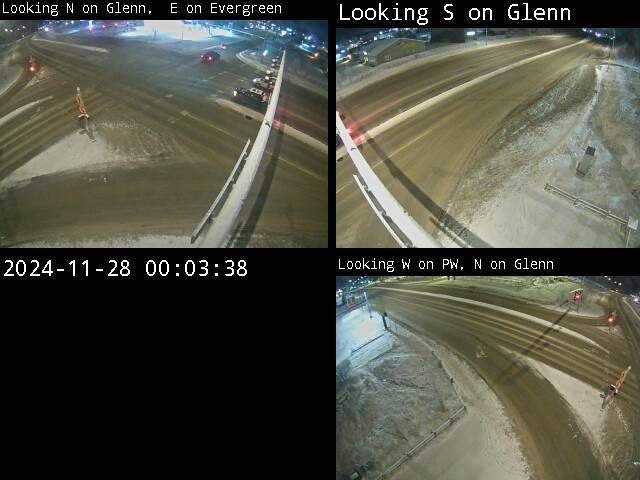 Looking N on Glenn,  E on Evergreen
Looking S on Glenn
2024-11-28 00:03:38
Looking W on PW, N on Glenn